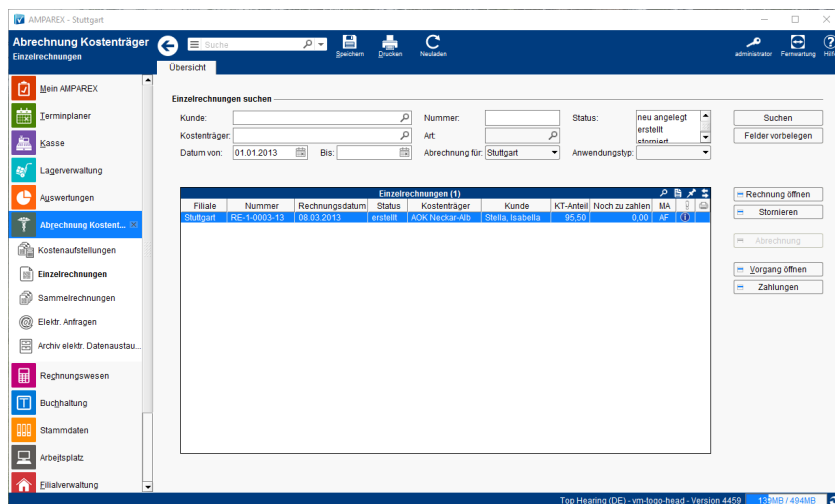 AMPAREX - Stuttgart
Abrechnung Kostenträger
Einzelrechnungen
Suche
Speichern
Drucken
Neuladen
administrator
Fernwartung
Hilfe
Übersicht
Mein AMPAREX
Terminplaner
Kasse
Lagerverwaltung
Auswertungen
Abrechnung Kostent...
Kostenaufstellungen
Einzelrechnungen
Sammelrechnungen
Elektr. Anfragen
Archiv elektr. Datenaustau...
Rechnungswesen
Buchhaltung
Stammdaten
Arbeitsplatz
Filialverwaltung
Einzelrechnungen suchen
Kunde:
Nummer:
Status:
neu angelegt
erstellt
storniert
Suchen
Kostenträger:
Art:
Felder vorbelegen
Datum von:
01.01.2013
Bis:
Abrechnung für:
Stuttgart
Anwendungstyp:
Einzelrechnungen (1)
Filiale Nummer Rechnungsdatum Status Kostenträger Kunde KT-Anteil Noch zu zahlen MA
Stuttgart RE-1-0003-13 08.03.2013 erstellt AOK Neckar-Alb Stella, Isabella 95,50 0,00 AF
Rechnung öffnen
Stornieren
Abrechnung
Vorgang öffnen
Zahlungen
Top Hearing (DE) - vm-togo-head - Version 4459
139MB / 494MB